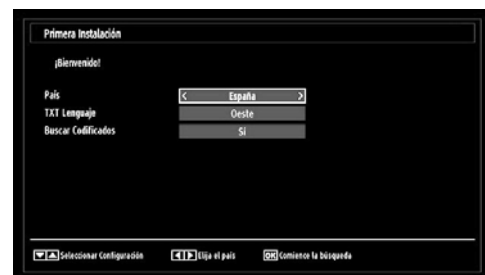 Primera Instalación
¡Bienvenido!
País < España >
TXT Lenguaje Oeste
Buscar Codificados Sí
Seleccionar Configuración Elija el país OK Comience la búsqueda